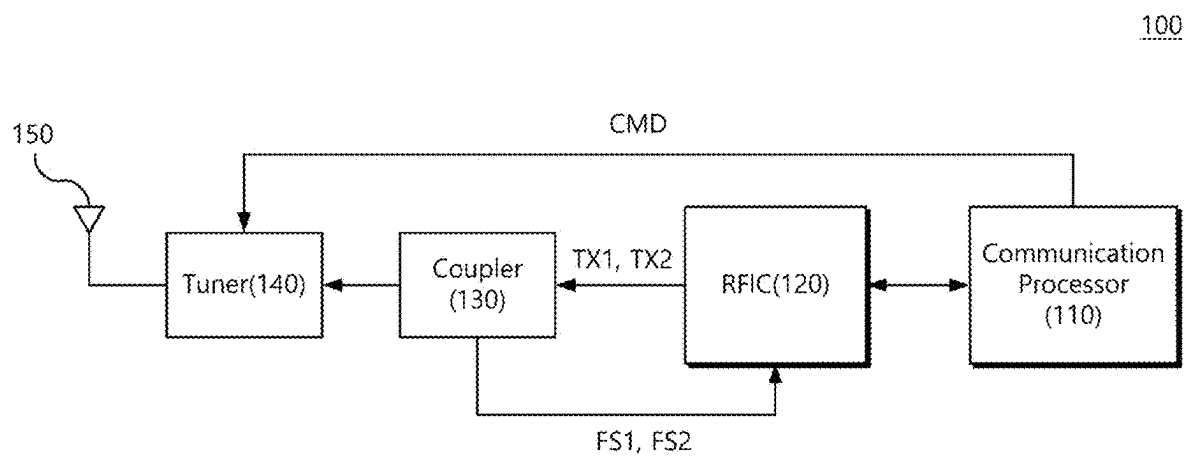 100
150
CMD
Tuner(140)
Coupler
(130)
TX1, TX2
RFIC(120)
Communication
Processor
(110)
FS1, FS2